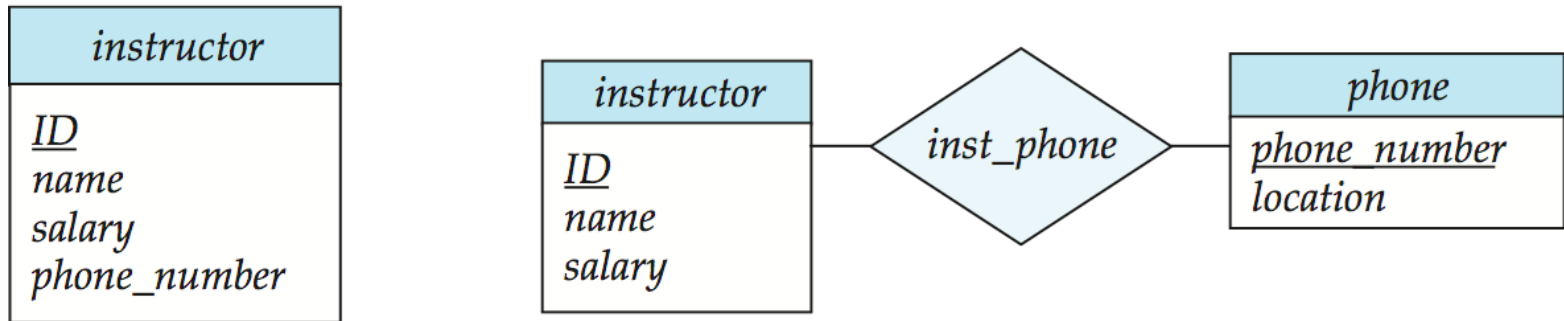 instructor
ID
name
salary
phone_number
instructor
ID
name
salary
inst_phone
phone
phone_number
location